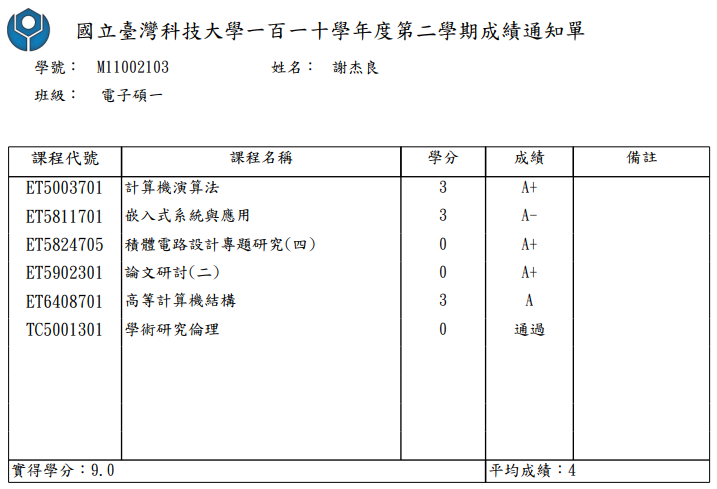 國立臺灣科技大學一百一十學年度第二學期成績通知單
學號： M11002103 姓名： 謝杰良
班級： 電子碩一
課程代號 課程名稱 學分 成績 備註
ET5003701 計算機演算法 3 A+
ET5811701 嵌入式系統與應用 3 A-
ET5824705 積體電路設計專題研究(四) 0 A+
ET5902301 論文研討(二) 0 A+
ET6408701 高等計算機結構 3 A
TC5001301 學術研究倫理 0 通過
實得學分：9.0 平均成績：4